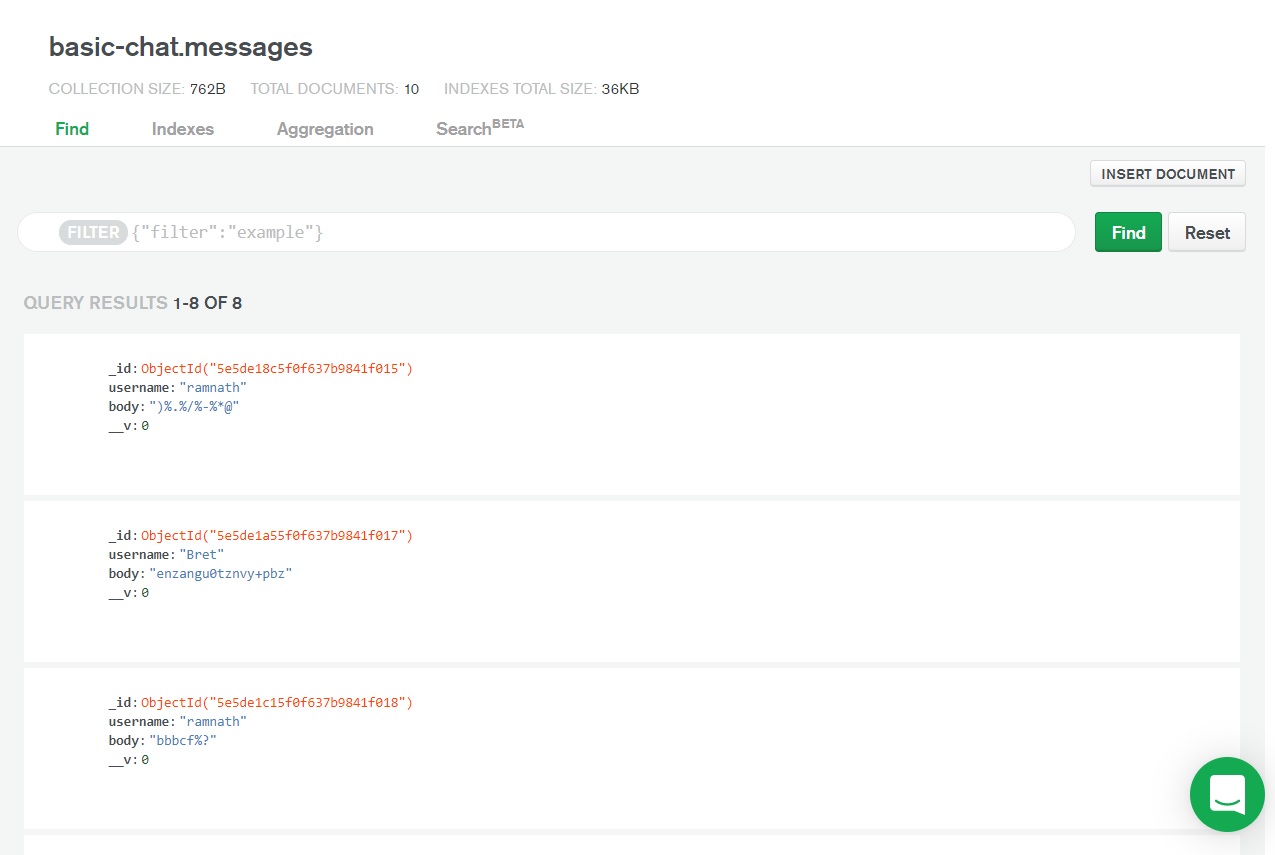 basic-chat.messages
COLLECTION SIZE: 762B TOTAL DOCUMENTS: 10 INDEXES TOTAL SIZE: 36KB
Find Indexes Aggregation SearchBETA
INSERT DOCUMENT
FILTER {"filter":"example"} Find Reset
QUERY RESULTS 1-8 OF 8
_id: ObjectId("5e5de18c5f0f637b9841f015")
username: "ramnath"
body: ")%.%/%-%*@"
__v: 0
_id: ObjectId("5e5de1a55f0f637b9841f017")
username: "Bret"
body: "enzangu0tznvy+pbz"
__v: 0
_id: ObjectId("5e5de1c15f0f637b9841f018")
username: "ramnath"
body: "bbbcf%?"
__v: 0